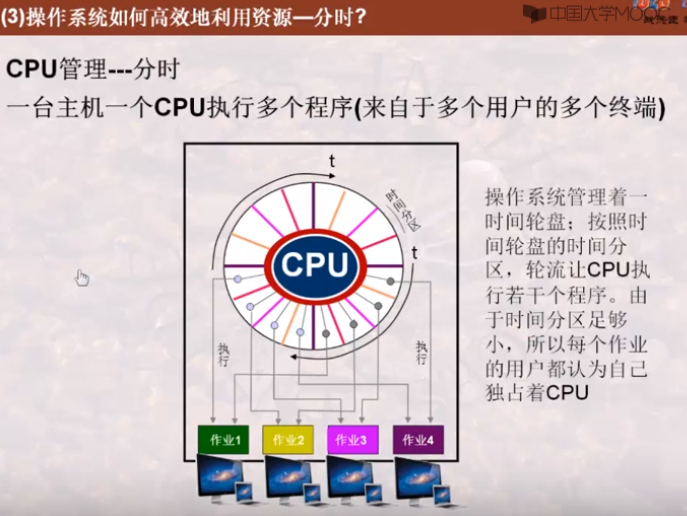 (3)操作系统如何高效地利用资源—分时?
中国大学MOOC
CPU管理---分时
一台主机一个CPU执行多个程序(来自于多个用户的多个终端)
t
时间分区
CPU
t
执行
执行
作业1
作业2
作业3
作业4
操作系统管理着一
时间轮盘；按照时
间轮盘的时间分
区，轮流让CPU执
行若干个程序。由
于时间分区足够
小，所以每个作业
的用户都认为自己
独占着CPU